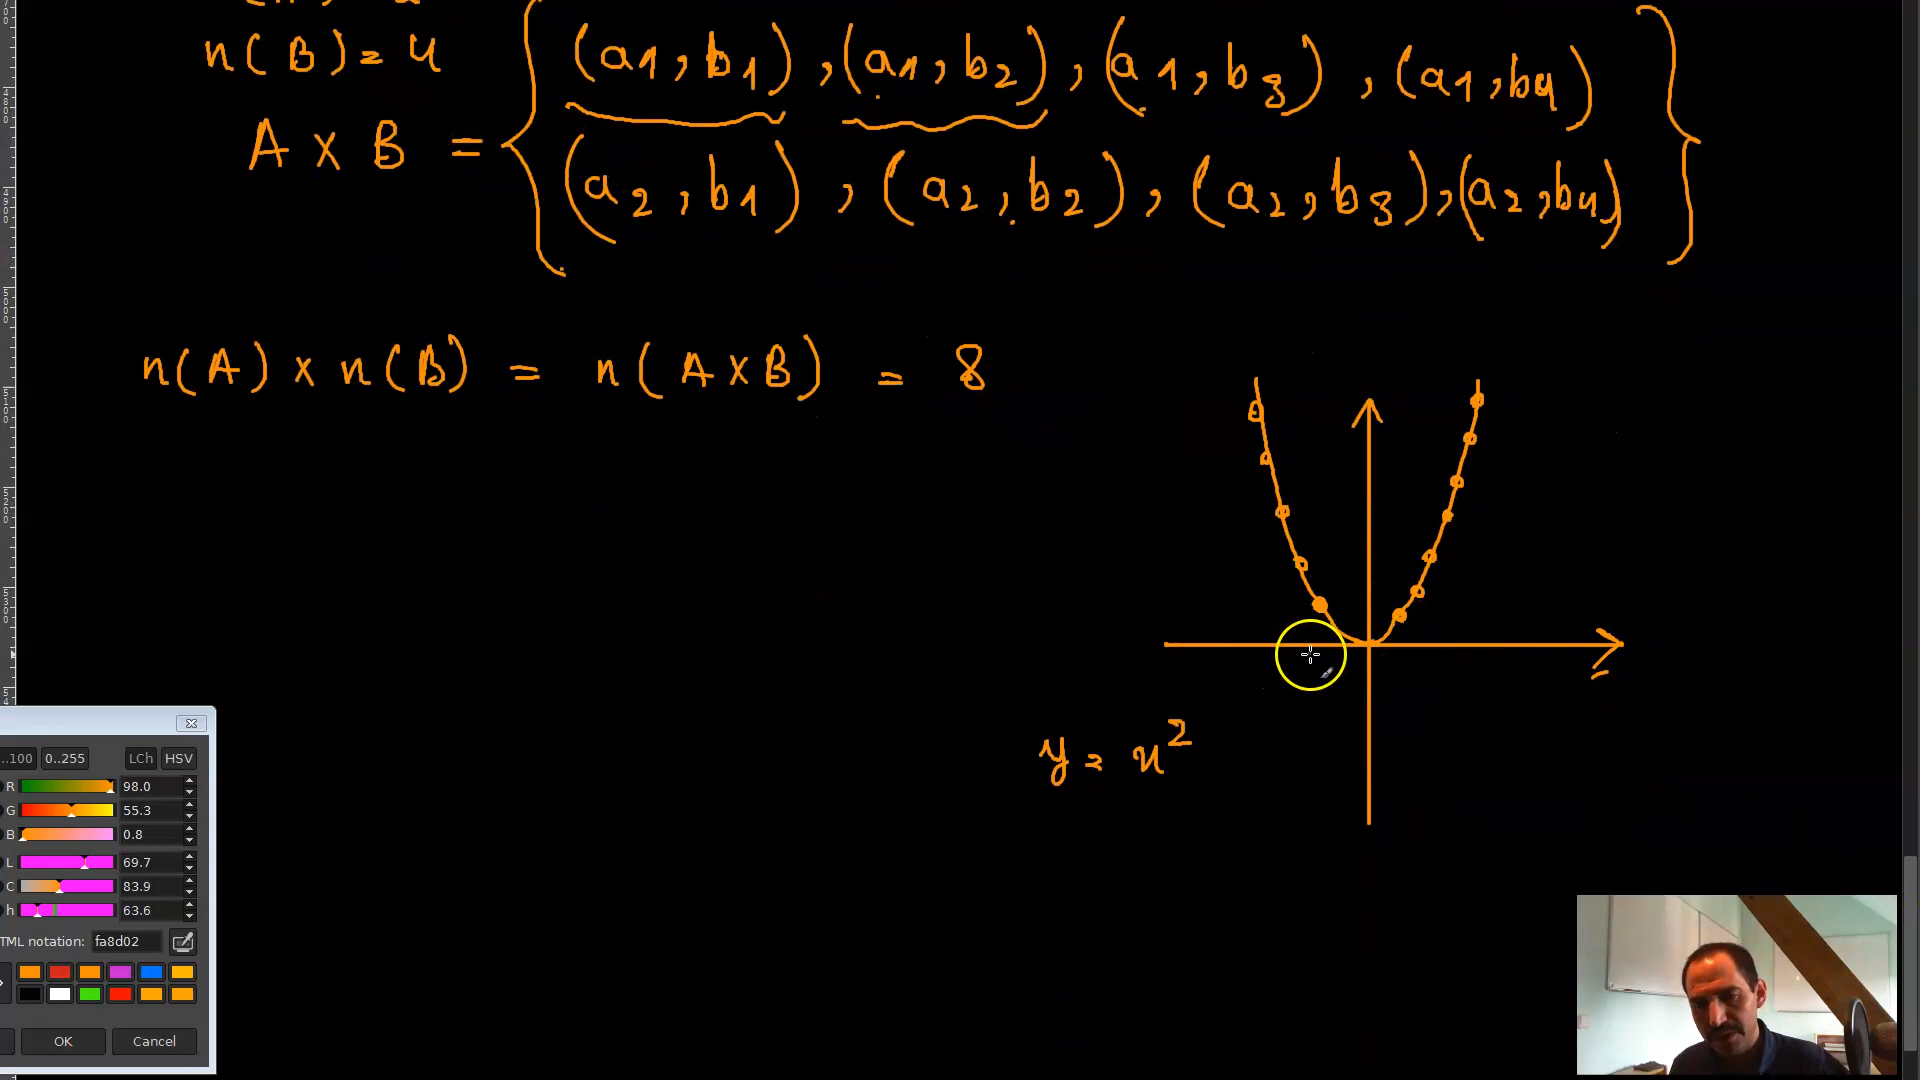 n(B)=4
{(a1,b1),(a1,b2),(a1,b3),(a1,b4)
A×B =
(a2,b1),(a2,b2),(a2,b3),(a2,b4)}
n(A)×n(B) = n(A×B) = 8
y=x²
..100 0..255 LCh HSV
R 98.0
G 55.3
B 0.8
L 69.7
C 83.9
h 63.6
TML notation: fa8d02
OK Cancel